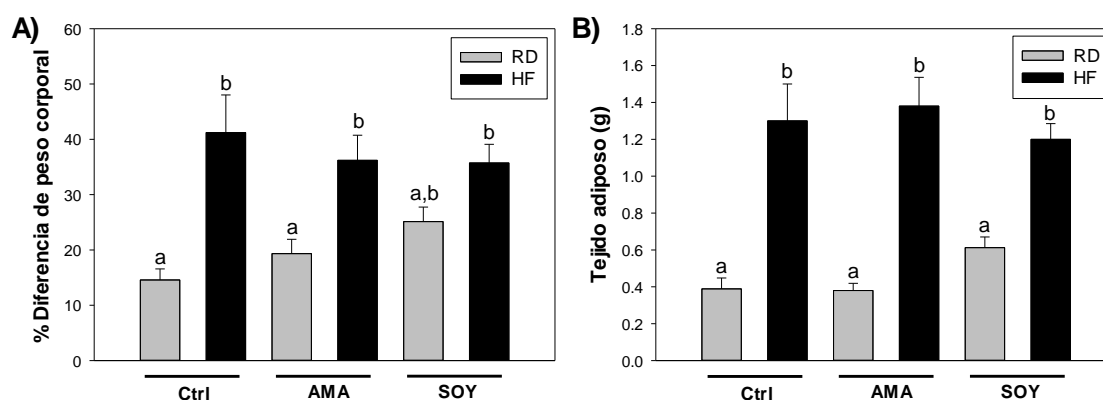 A)
% Diferencia de peso corporal
60
50
40
30
20
10
0
RD
HF
a
b
a
b
a,b
b
Ctrl
AMA
SOY
B)
Tejido adiposo (g)
1.8
1.6
1.4
1.2
1.0
0.8
0.6
0.4
0.2
0.0
RD
HF
a
b
a
b
a
b
Ctrl
AMA
SOY